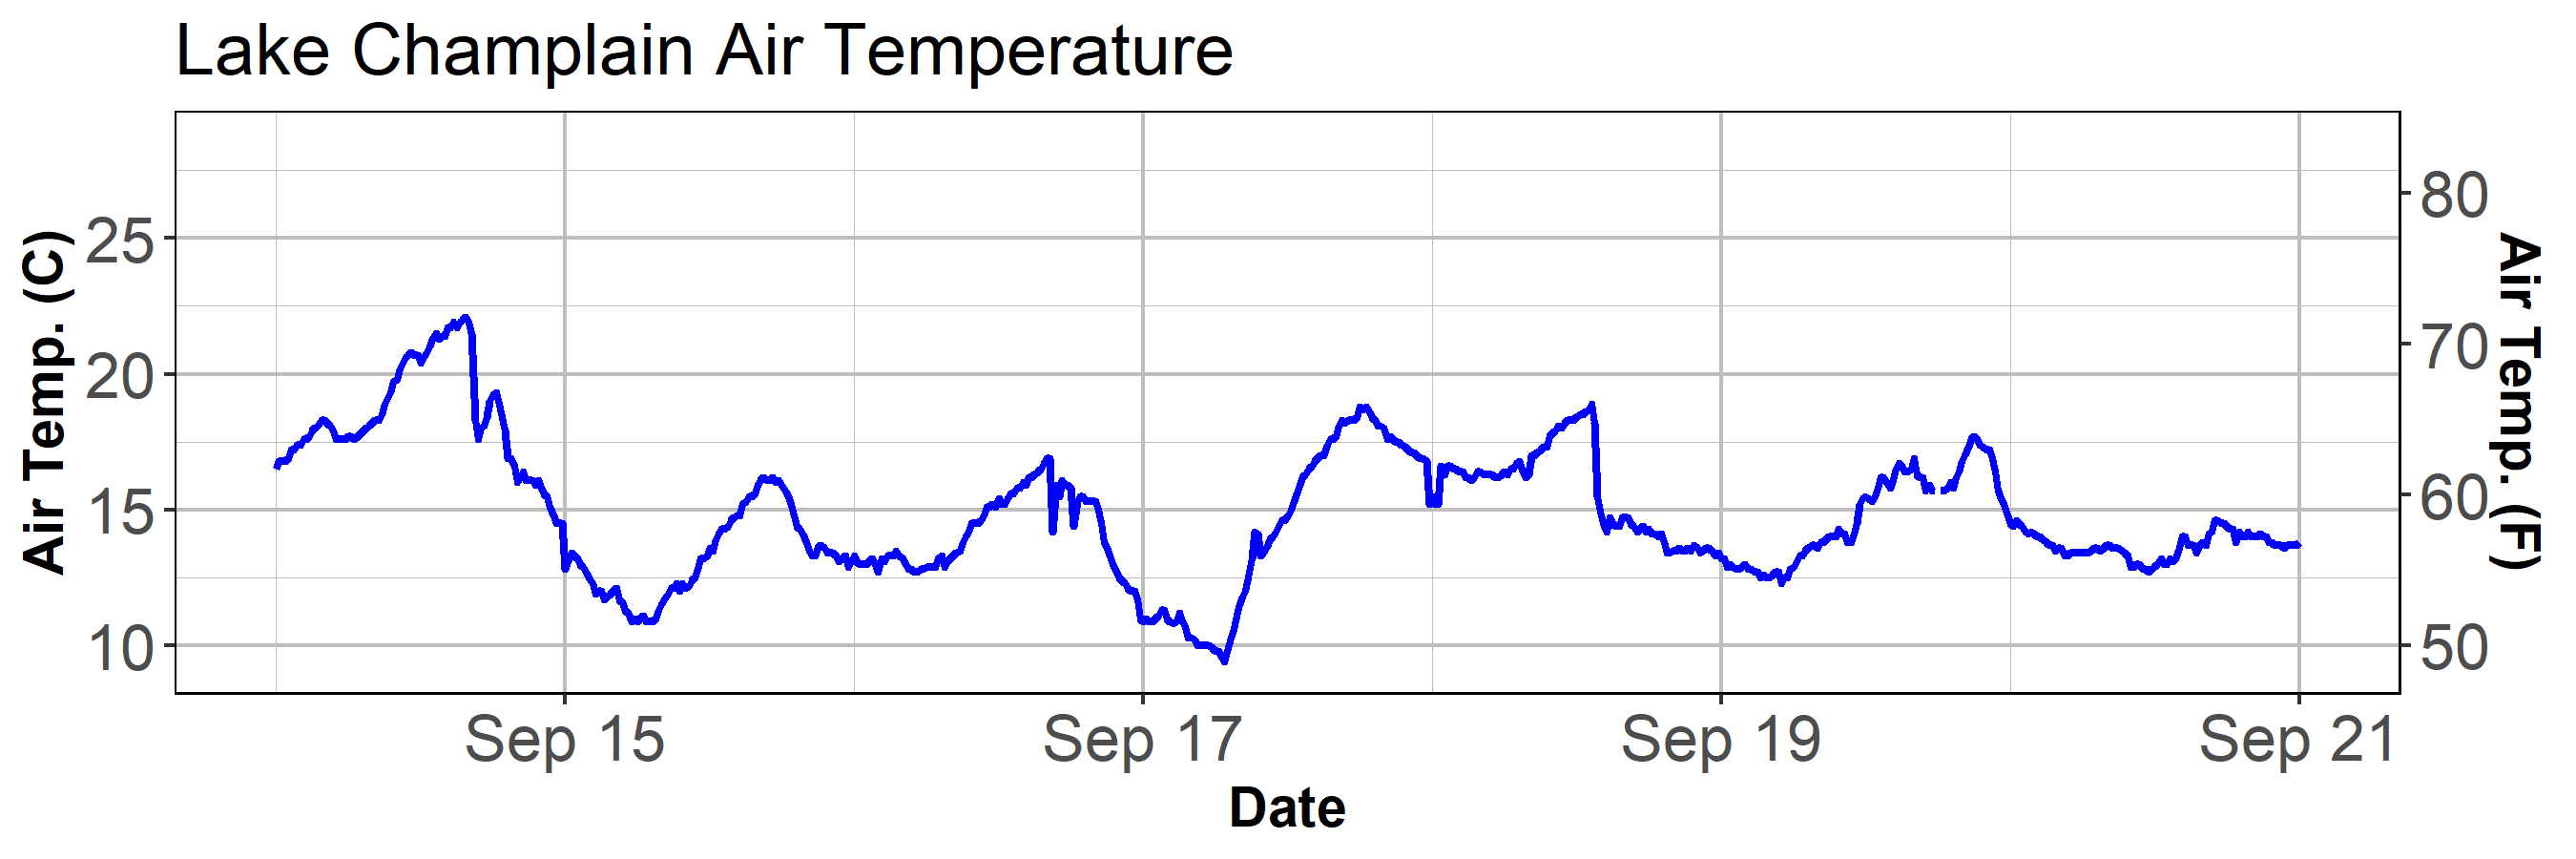 Lake Champlain Air Temperature
Air Temp. (C)
25
20
15
10
80
70
60
50
Air Temp. (F)
Sep 15
Sep 17
Sep 19
Sep 21
Date